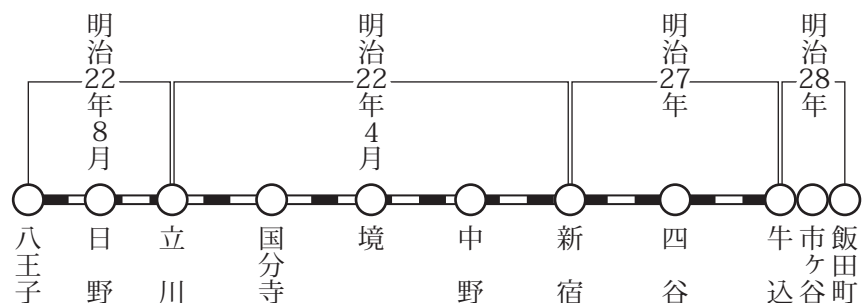 明治22年8月
明治22年4月
明治27年
明治28年
八王子
日野
立川
国分寺
境
中野
新宿
四谷
牛込
市ケ谷
飯田町